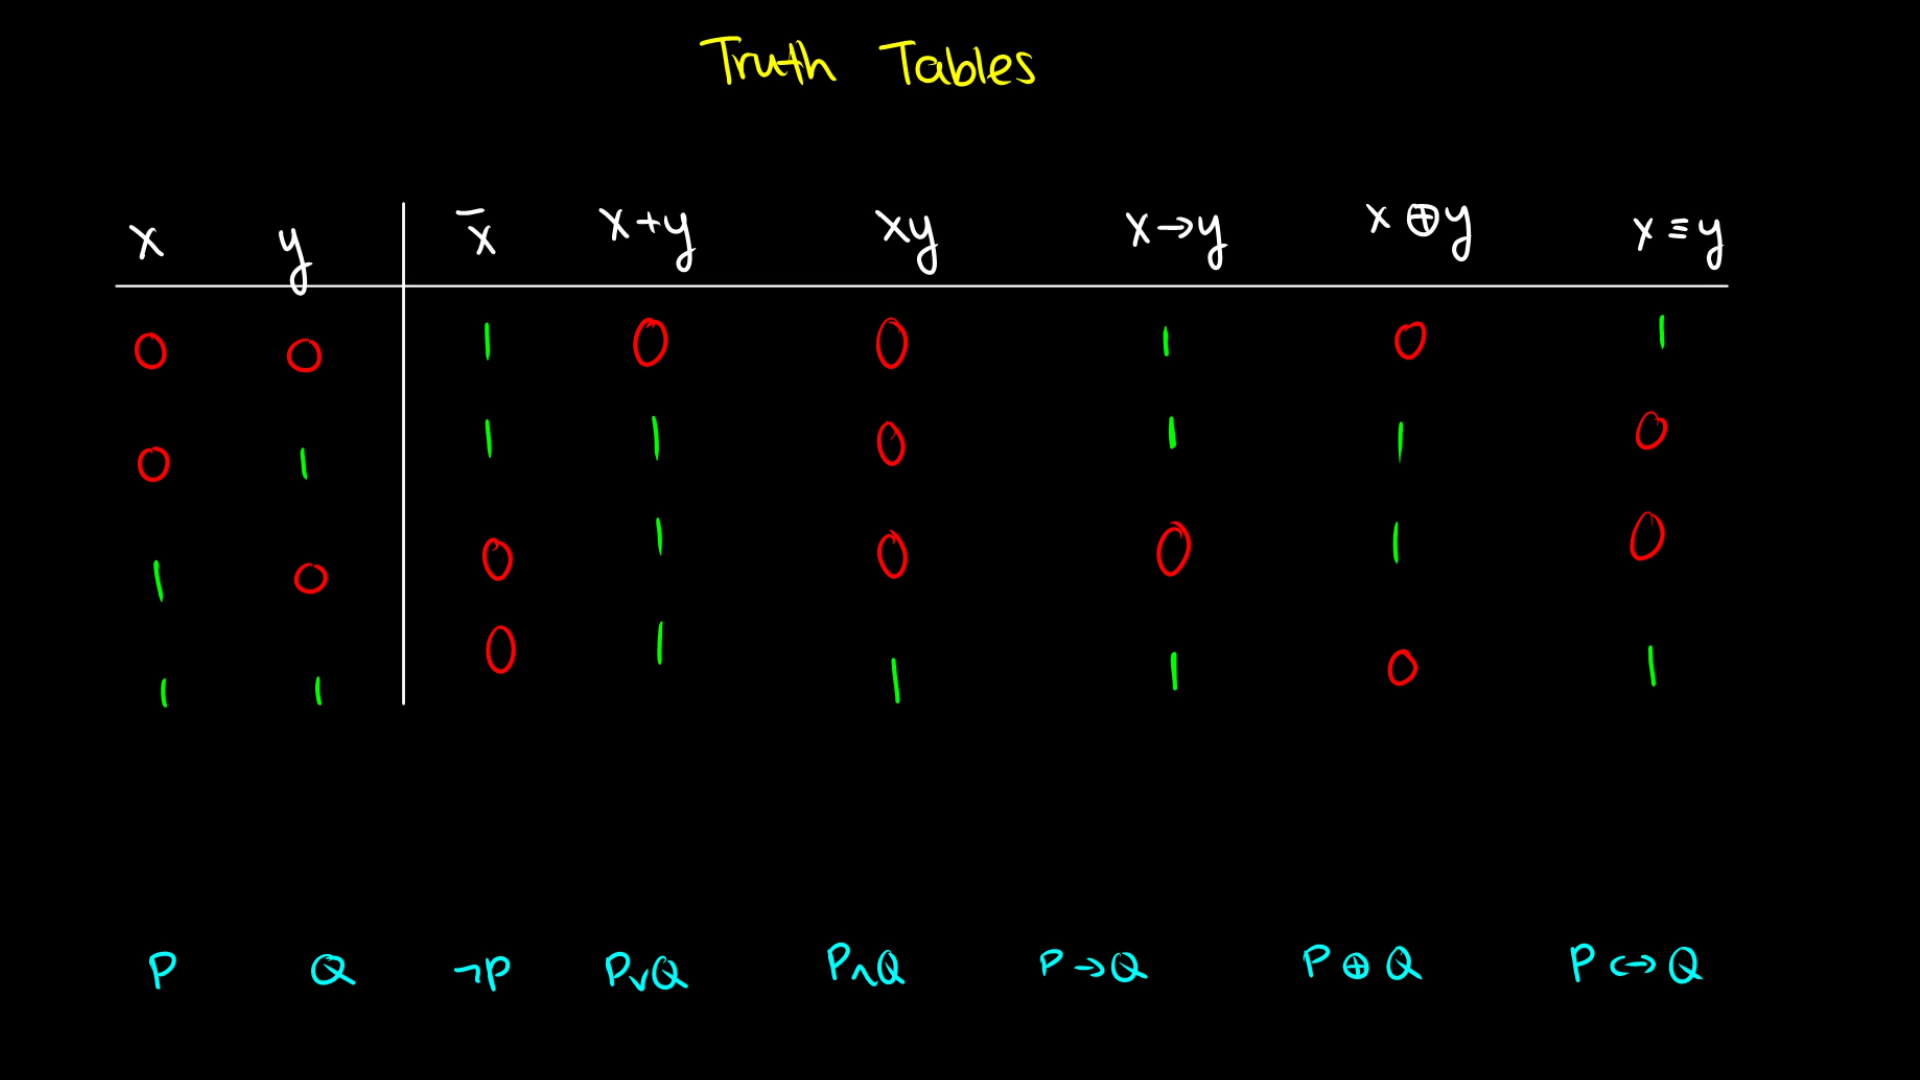 Truth Tables
x y x̄ x+y xy x→y x⊕y x≡y
0 0 1 0 0 1 0 1
0 1 1 1 0 1 1 0
1 0 0 1 0 0 1 0
1 1 0 1 1 1 0 1
P Q ¬P P∨Q P∧Q P→Q P⊕Q P↔Q